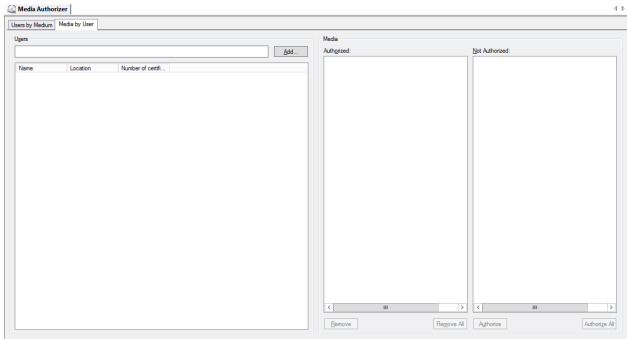 Media Authorizer
Users by Medium Media by User
Users
Add...
Name Location Number of certifi...
Media
Authorized:
Not Authorized:
Remove Remove All Authorize Authorize All